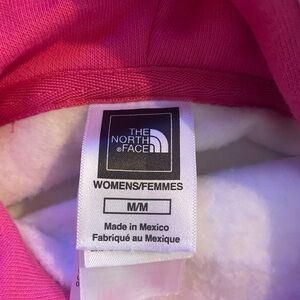 THE
NORTH
®FACE
WOMENS/FEMMES
M/M
Made in Mexico
Fabriqué au Mexique